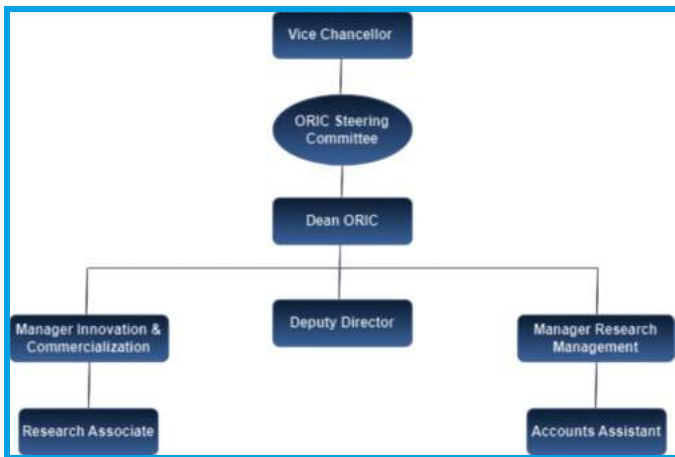 Vice Chancellor
ORIC Steering
Committee
Dean ORIC
Manager Innovation &
Commercialization
Deputy Director
Manager Research
Management
Research Associate
Accounts Assistant